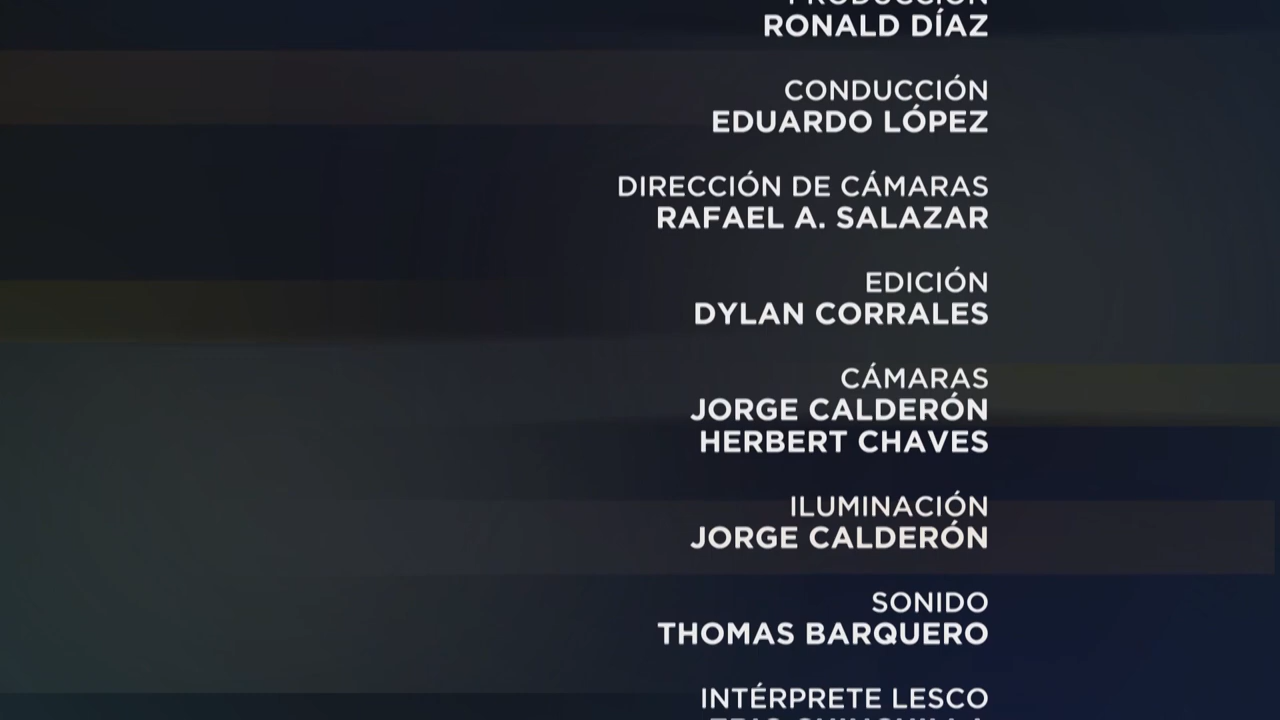 PRODUCCIÓN
RONALD DÍAZ
CONDUCCIÓN
EDUARDO LÓPEZ
DIRECCIÓN DE CÁMARAS
RAFAEL A. SALAZAR
EDICIÓN
DYLAN CORRALES
CÁMARAS
JORGE CALDERÓN
HERBERT CHAVES
ILUMINACIÓN
JORGE CALDERÓN
SONIDO
THOMAS BARQUERO
INTÉRPRETE LESCO